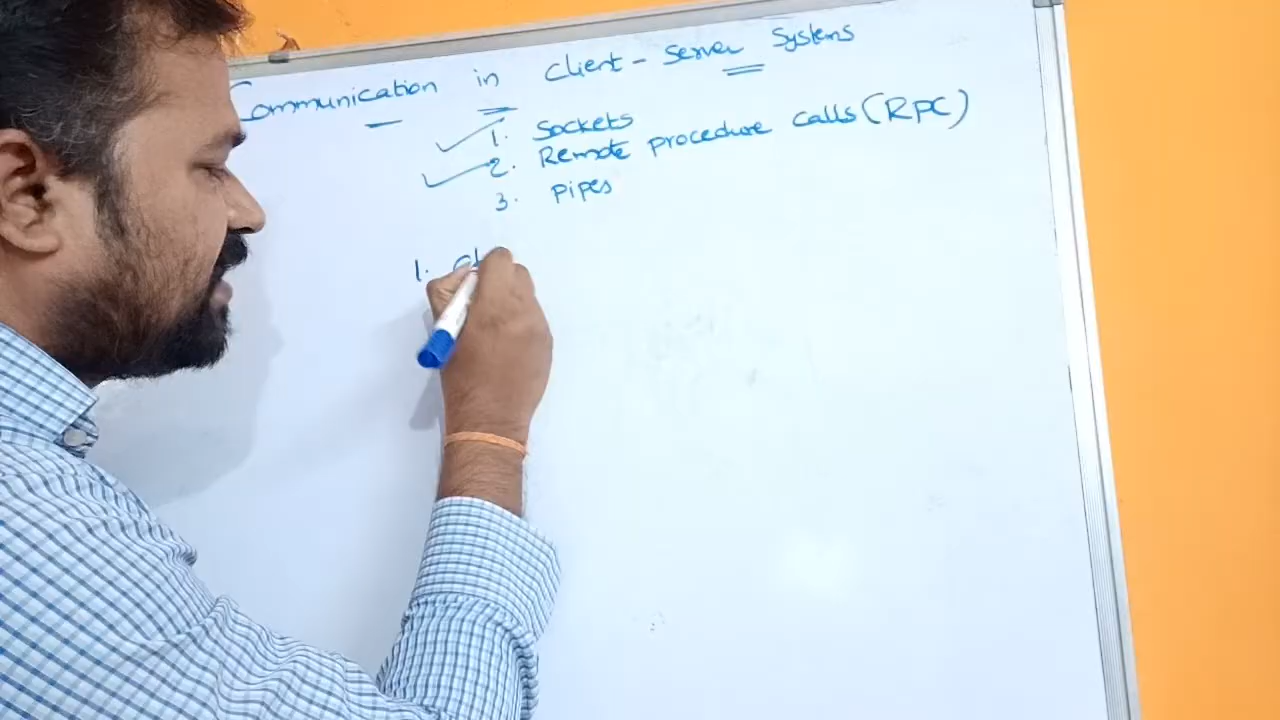 Communication in Client-Server Systems
1. Sockets
2. Remote procedure calls (RPC)
3. pipes
1.